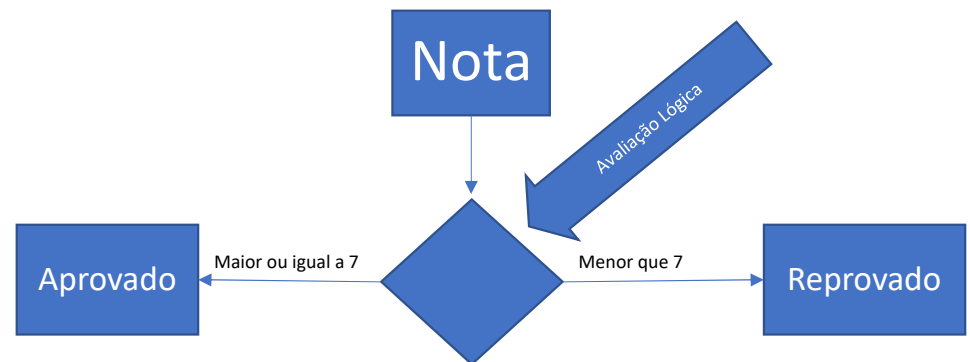 Nota
Avaliação Lógica
Aprovado
Maior ou igual a 7
Menor que 7
Reprovado